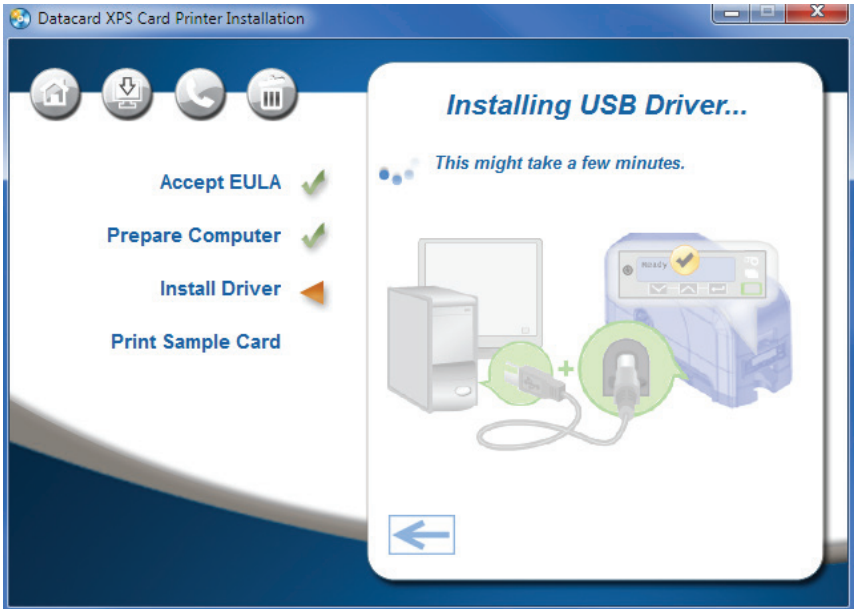 Datacard XPS Card Printer Installation
Installing USB Driver...
This might take a few minutes.
Accept EULA
Prepare Computer
Install Driver
Print Sample Card
Ready